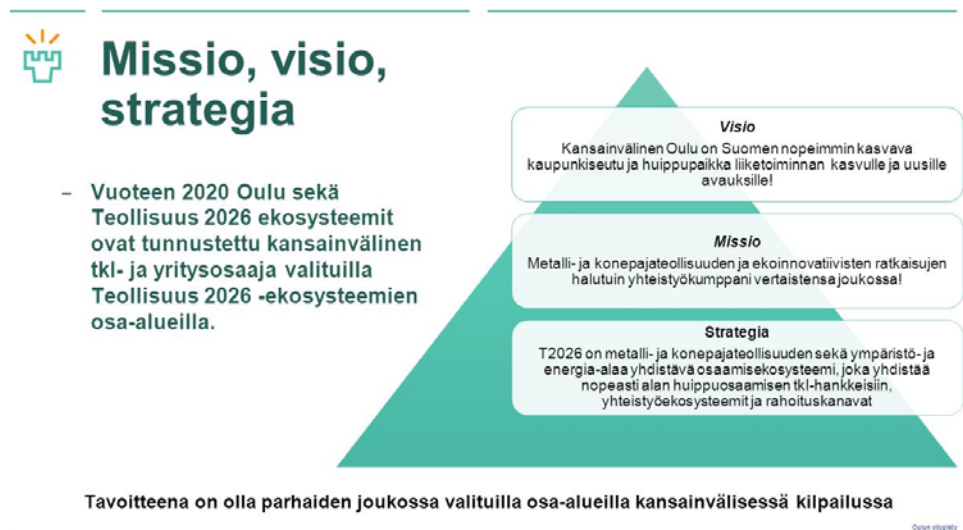 Missio, visio,
strategia
– Vuoteen 2020 Oulu sekä
Teollisuus 2026 ekosysteemit
ovat tunnustettu kansainvälinen
tkl- ja yritysosaaja valituilla
Teollisuus 2026 -ekosysteemien
osa-alueilla.
Visio
Kansainvälinen Oulu on Suomen nopeimmin kasvava
kaupunkiseutu ja huippupaikka liiketoiminnan kasvulle ja uusille
avauksille!
Missio
Metalli- ja konepajateollisuuden ja ekoinnovatiivisten ratkaisujen
halutuin yhteistyökumppani vertaistensa joukossa!
Strategia
T2026 on metalli- ja konepajateollisuuden sekä ympäristö- ja
energia-alaa yhdistävä osaamisekosysteemi, joka yhdistää
nopeasti alan huippuosaamisen tkl-hankkeisiin,
yhteistyöekosysteemit ja rahoituskanavat
Tavoitteena on olla parhaiden joukossa valituilla osa-alueilla kansainvälisessä kilpailussa
Oulun yliopisto